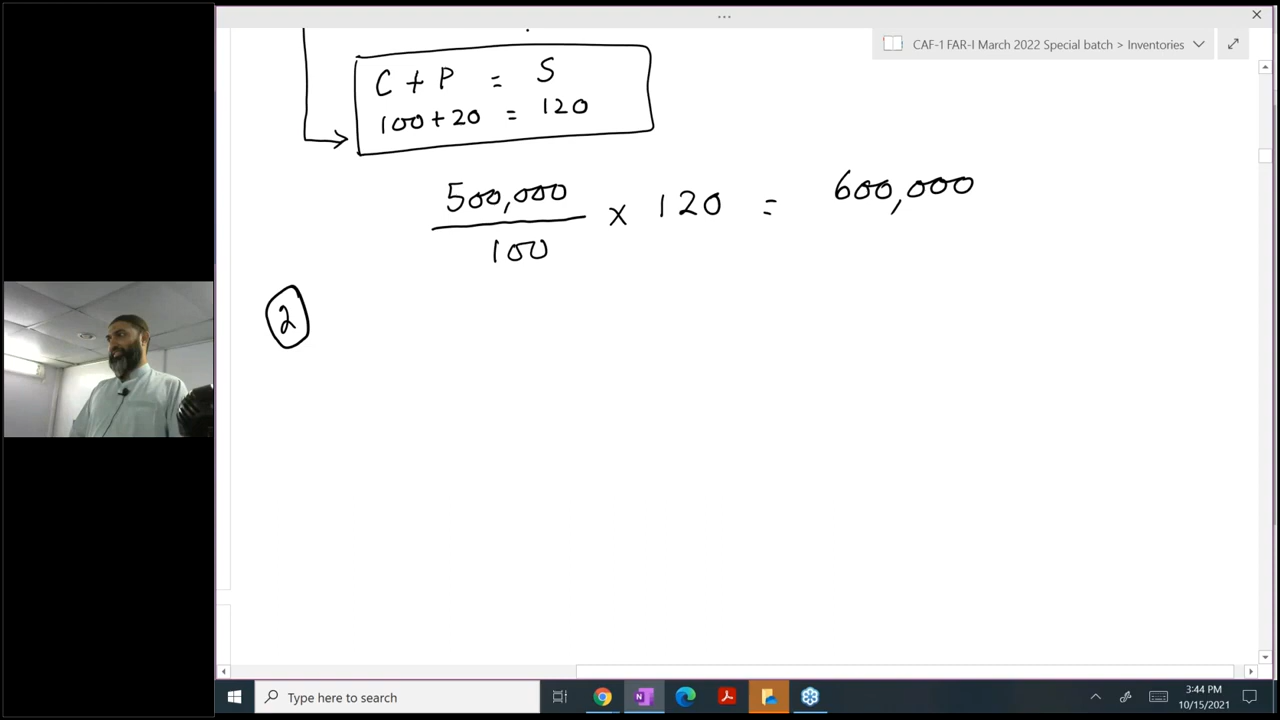 CAF-1 FAR-I March 2022 Special batch > Inventories
C + P = S
100 + 20 = 120
500,000 / 100 x 120 = 600,000
2
Type here to search
3:44 PM
10/15/2021